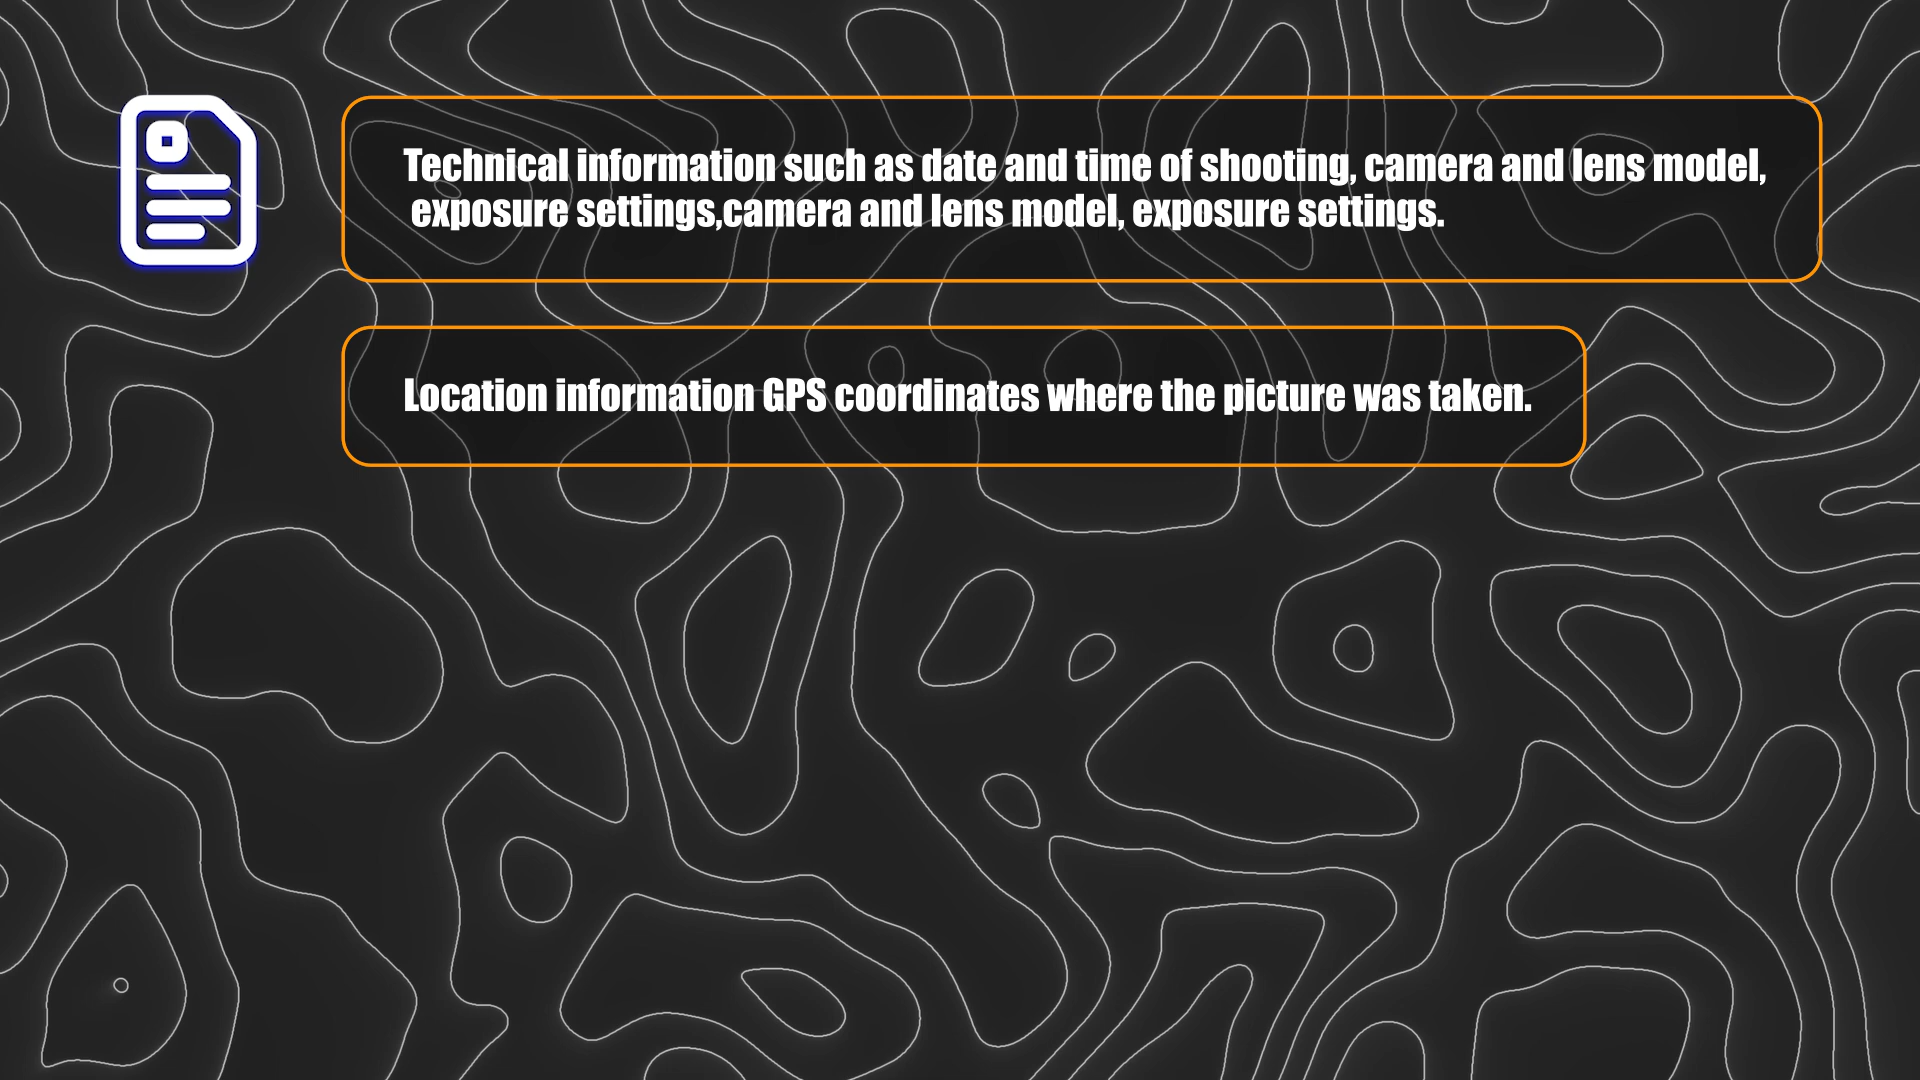 Technical information such as date and time of shooting, camera and lens model,
exposure settings,camera and lens model, exposure settings.
Location information GPS coordinates where the picture was taken.